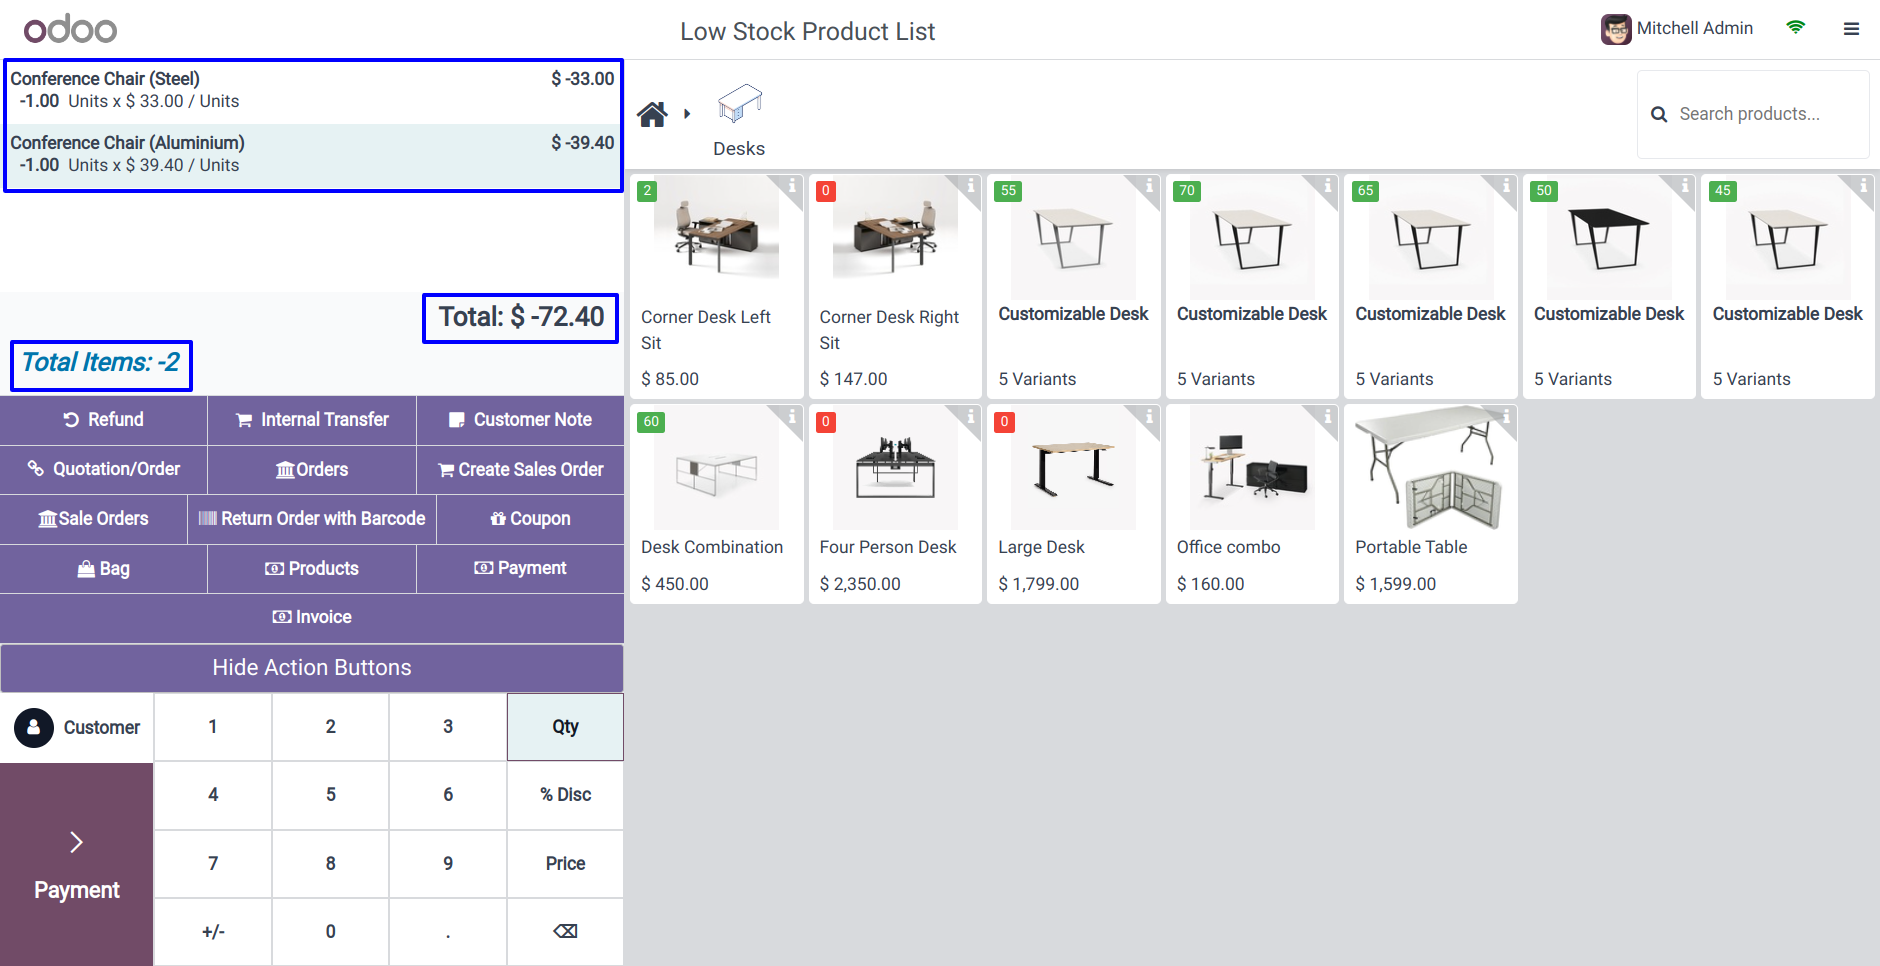 odoo
Low Stock Product List
Mitchell Admin
Conference Chair (Steel) $ -33.00
-1.00 Units x $ 33.00 / Units
Conference Chair (Aluminium) $ -39.40
-1.00 Units x $ 39.40 / Units
Total: $ -72.40
Total Items: -2
Refund Internal Transfer Customer Note
Quotation/Order Orders Create Sales Order
Sale Orders Return Order with Barcode Coupon
Bag Products Payment
Invoice
Hide Action Buttons
Customer 1 2 3 Qty
4 5 6 % Disc
7 8 9 Price
Payment
+/- 0 .
Desks
Search products...
2 0 55 70 65 50 45
Corner Desk Left Sit
$ 85.00
Corner Desk Right Sit
$ 147.00
Customizable Desk
5 Variants
Customizable Desk
5 Variants
Customizable Desk
5 Variants
Customizable Desk
5 Variants
Customizable Desk
5 Variants
60 0 0
Desk Combination
$ 450.00
Four Person Desk
$ 2,350.00
Large Desk
$ 1,799.00
Office combo
$ 160.00
Portable Table
$ 1,599.00